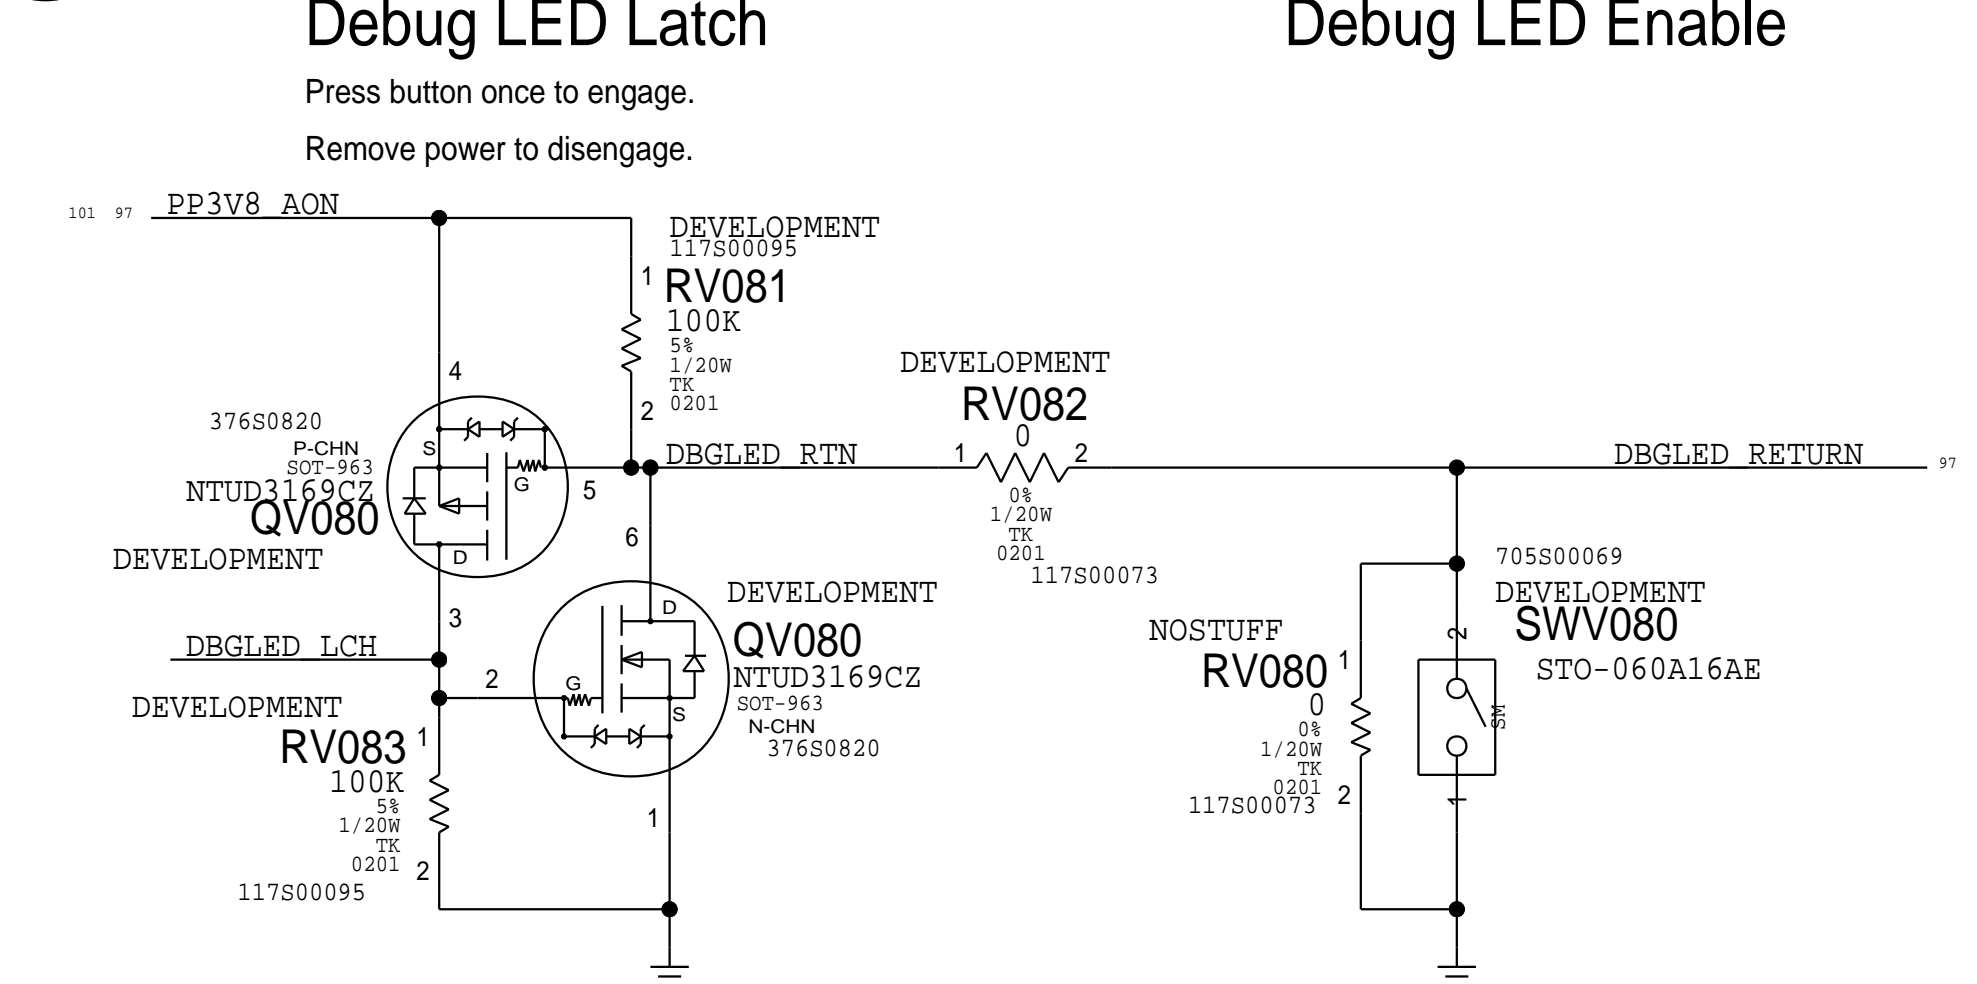 Debug LED Latch
Debug LED Enable
Press button once to engage.
Remove power to disengage.
101 97 PP3V8_AON
DEVELOPMENT
117S00095
1 RV081
100K
5%
1/20W
TK
2 0201
4
376S0820
P-CHN
SOT-963
NTUD3169CZ
QV080
DEVELOPMENT
S
G
D
5
3
DBGLED_RTN
DEVELOPMENT
RV082
0
1 2
0%
1/20W
TK
0201
117S00073
DBGLED_RETURN 97
6
DEVELOPMENT
QV080
NTUD3169CZ
SOT-963
N-CHN
376S0820
D
G
S
2
1
DBGLED_LCH
DEVELOPMENT
RV083 1
100K
5%
1/20W
TK
0201 2
117S00095
NOSTUFF
RV080 1
0
0%
1/20W
TK
0201 2
117S00073
705S00069
DEVELOPMENT
SWV080
STO-060A16AE
2
SM
1